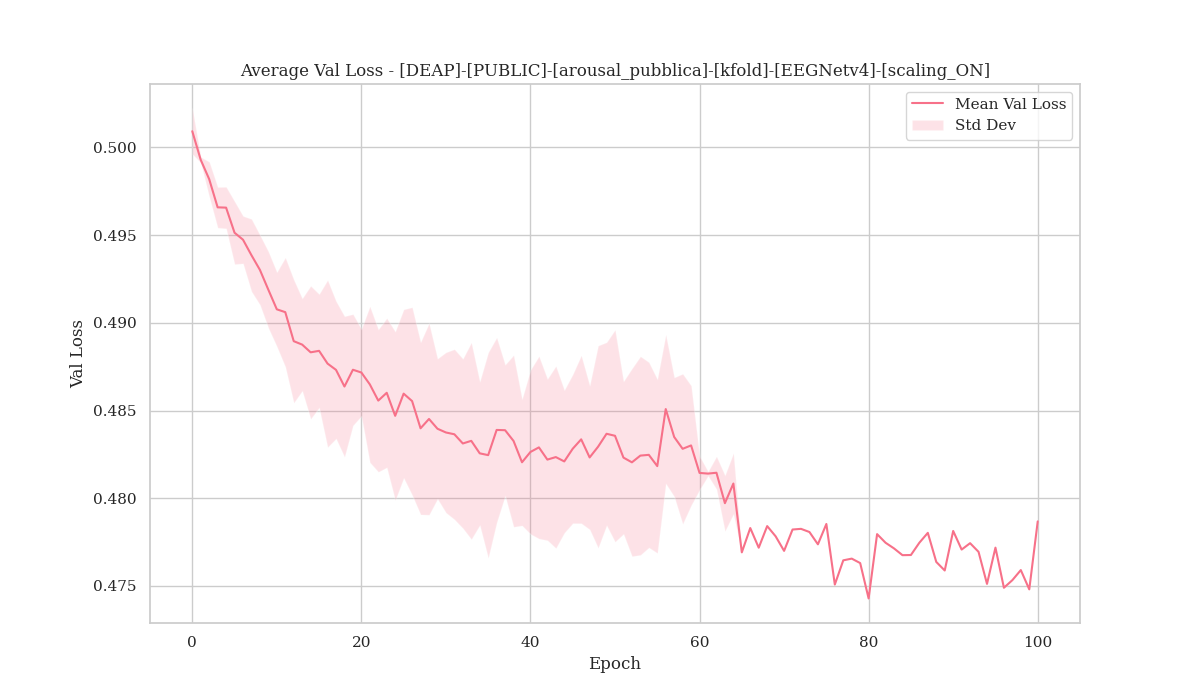 Average Val Loss - [DEAP]-[PUBLIC]-[arousal_pubblica]-[kfold]-[EEGNetv4]-[scaling_ON]
Mean Val Loss
Std Dev
0.500
0.495
0.490
0.485
0.480
0.475
Val Loss
0 20 40 60 80 100
Epoch